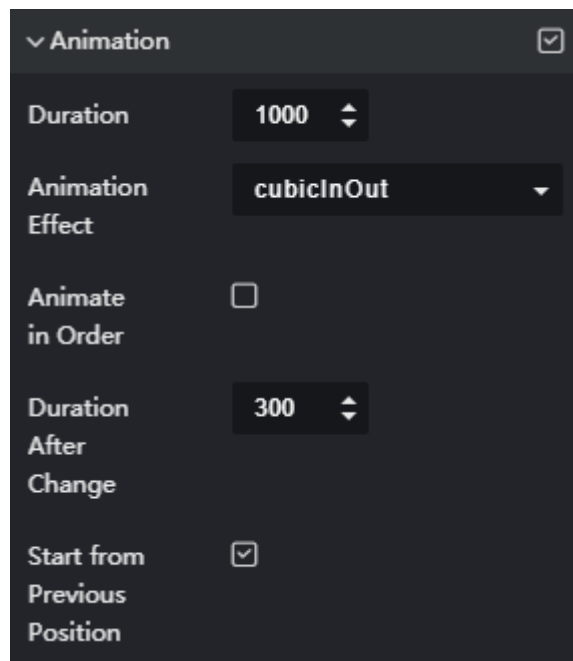 Animation
Duration 1000
Animation cubicInOut
Effect
Animate
in Order
Duration 300
After
Change
Start from
Previous
Position